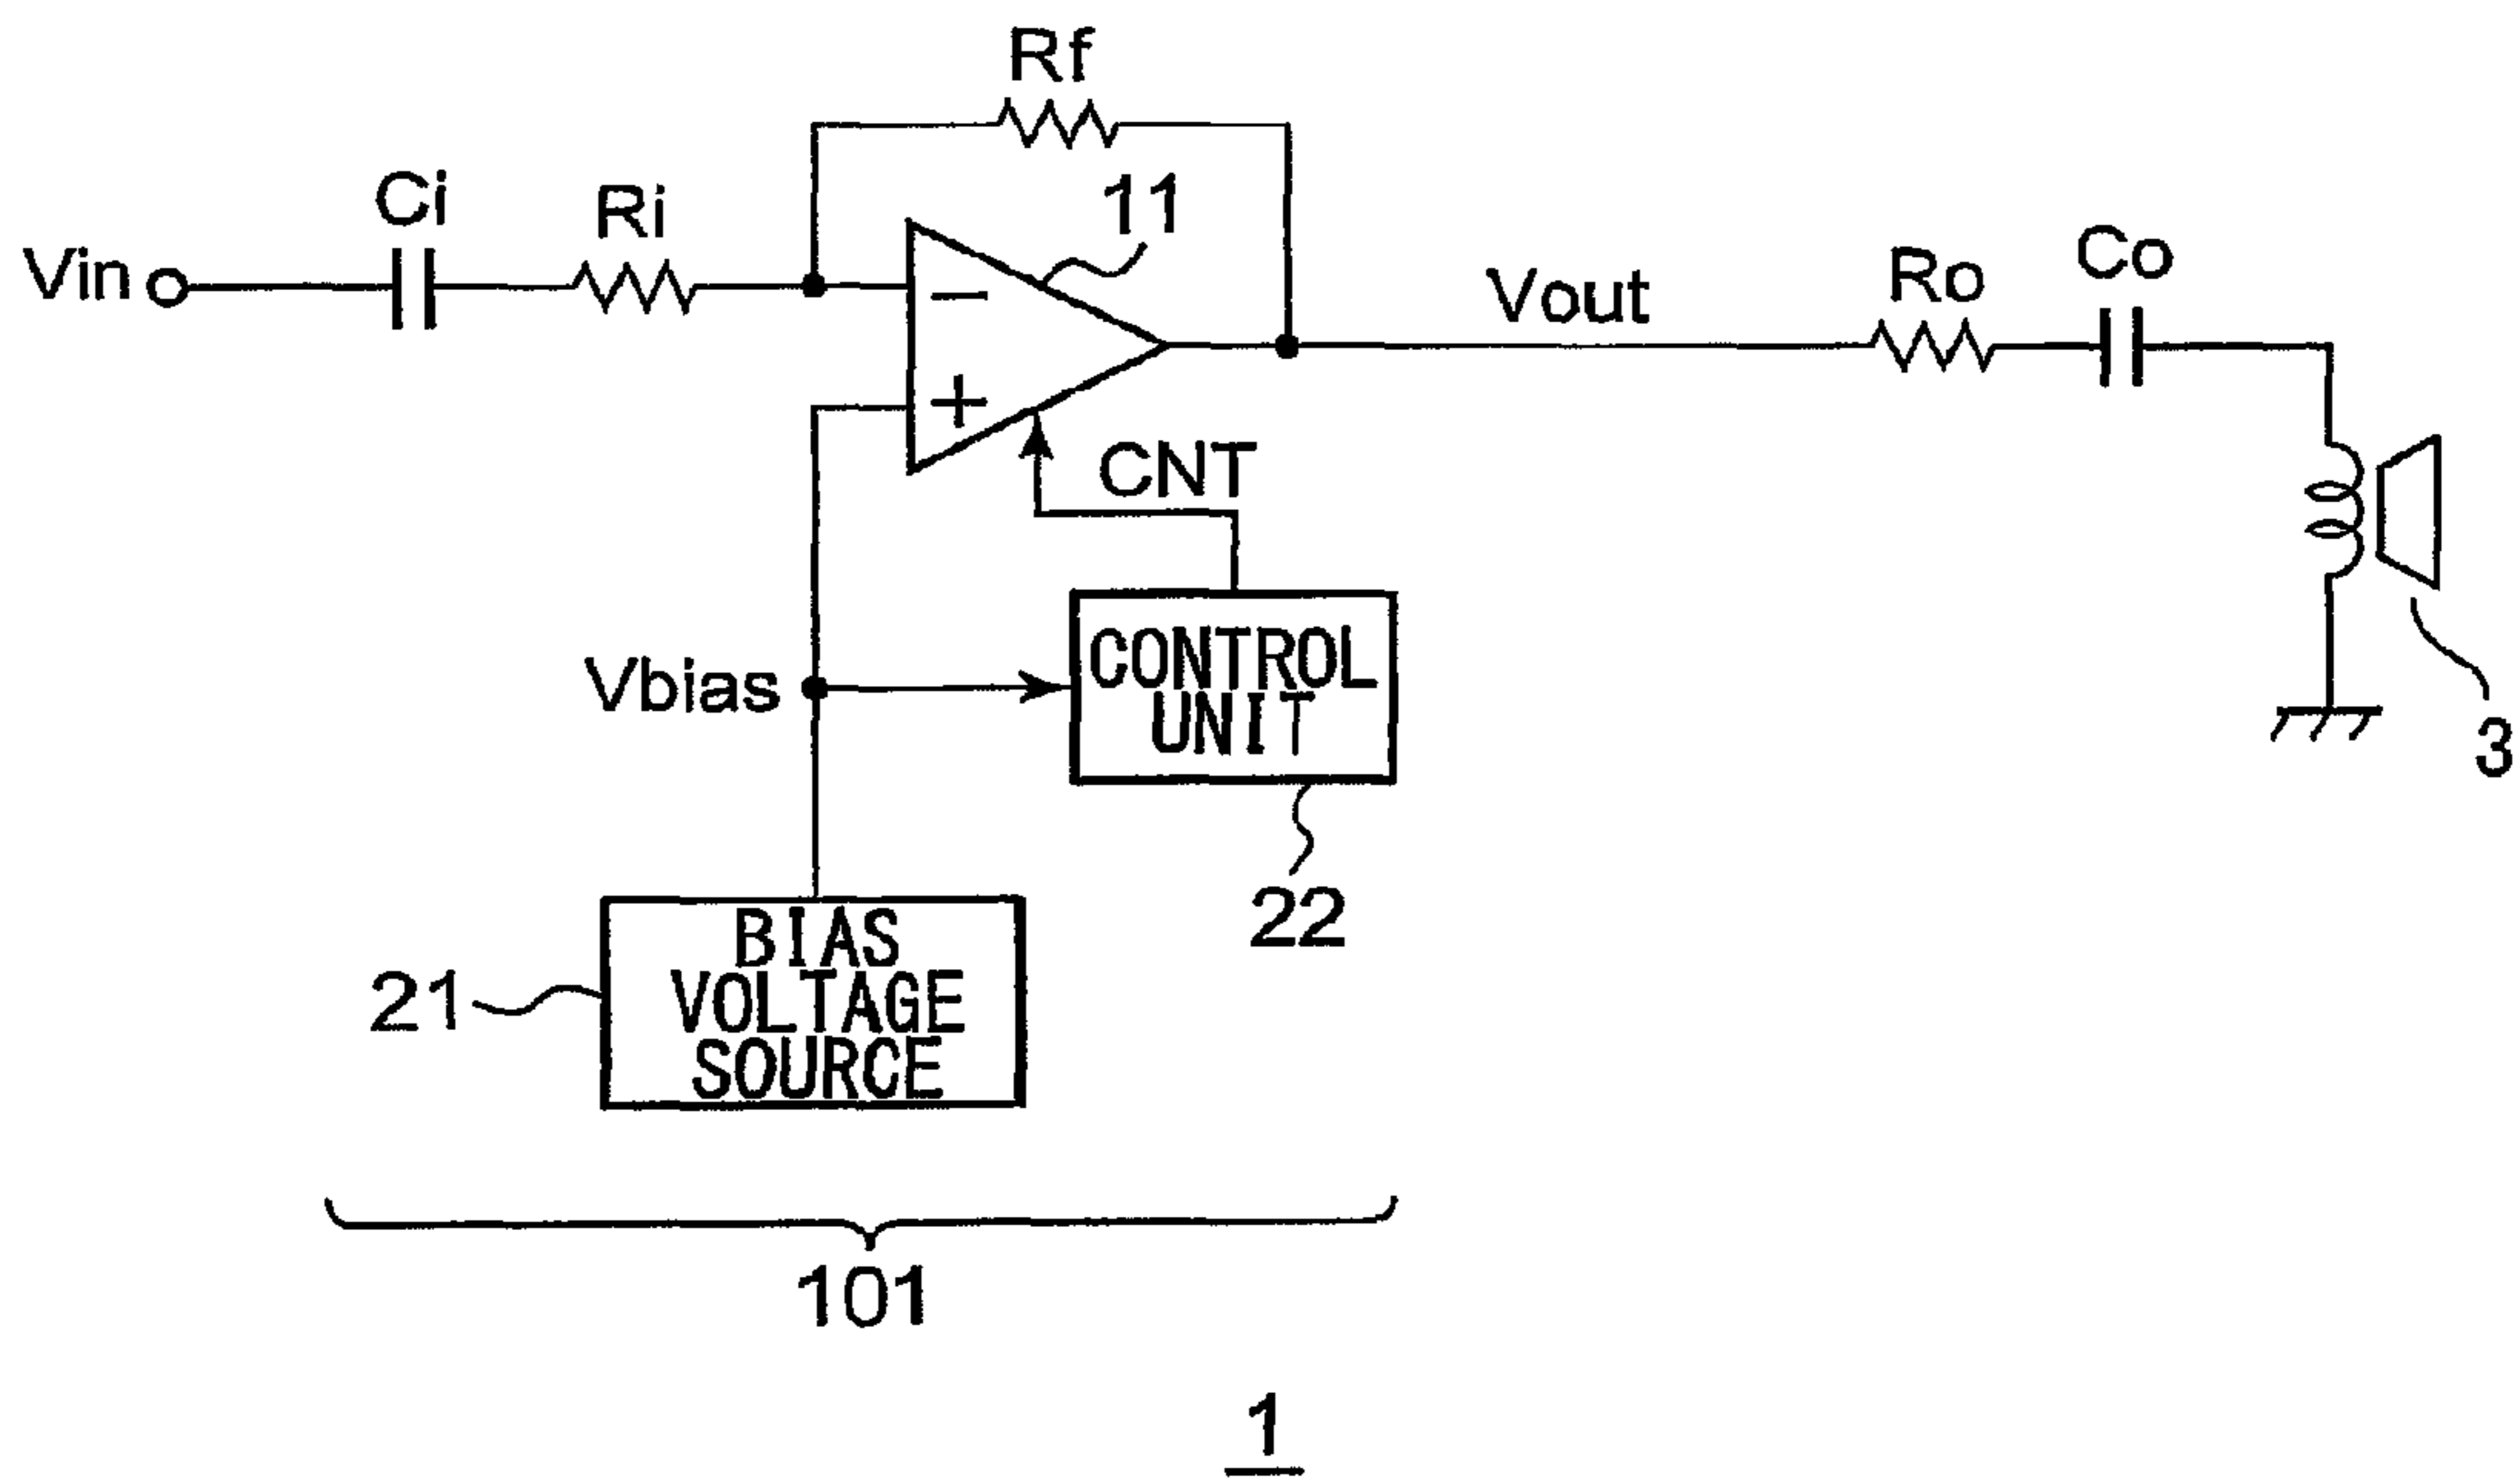 Rf
Ci
Ri
11
Vin
Vout
Ro
Co
−
+
CNT
CONTROL
UNIT
Vbias
3
22
BIAS
VOLTAGE
SOURCE
21
101
1